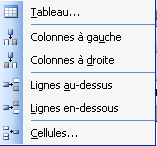 Tableau...
Colonnes à gauche
Colonnes à droite
Lignes au-dessus
Lignes en-dessous
Cellules...